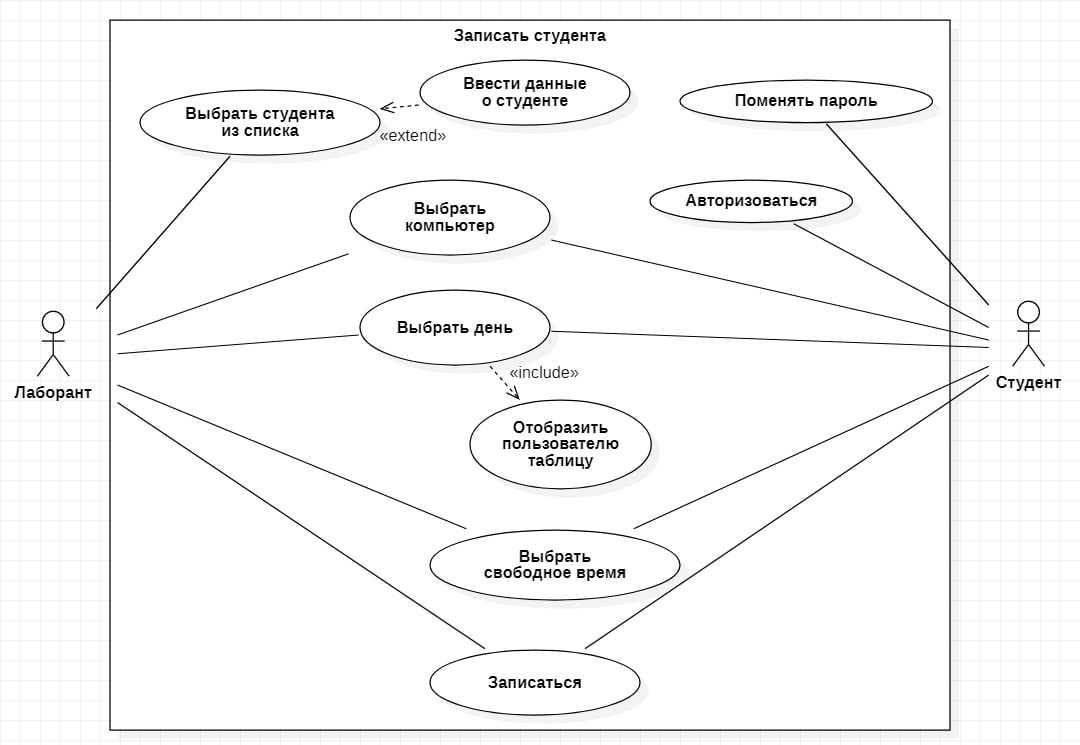 Записать студента
Ввести данные
о студенте
Выбрать студента
из списка
«extend»
Поменять пароль
Выбрать
компьютер
Авторизоваться
Выбрать день
«include»
Лаборант
Студент
Отобразить
пользователю
таблицу
Выбрать
свободное время
Записаться